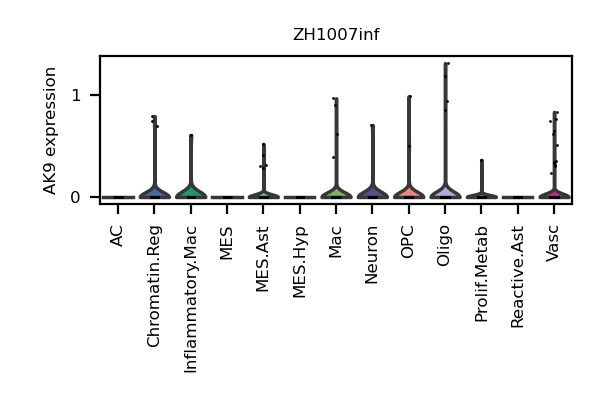 ZH1007inf
AK9 expression
1
0
AC
Chromatin.Reg
Inflammatory.Mac
MES
MES.Ast
MES.Hyp
Mac
Neuron
OPC
Oligo
Prolif.Metab
Reactive.Ast
Vasc